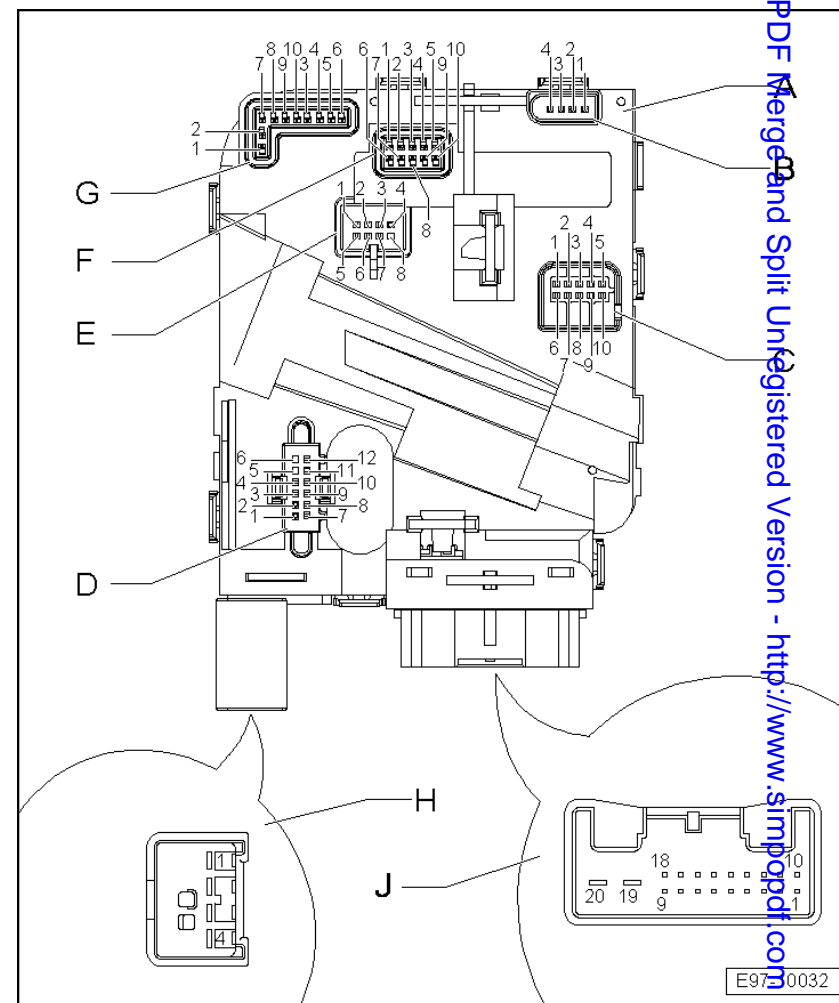 8 10 4 6
7 9 3 5
6 1 3 5 10
7 2 4 9
4 2
3 1
A
2
1
B
G
F
8
1 2 3 4
5 6 7 8
2 4
1 3 5
E
6 8 10
7 9
C
6 12
5 11
4 10
3 9
2 8
1 7
D
H
J
1
4
18 10
20 19 9 1
E97-10032
PDF Merge and Split Unregistered Version - http://www.simpopdf.com